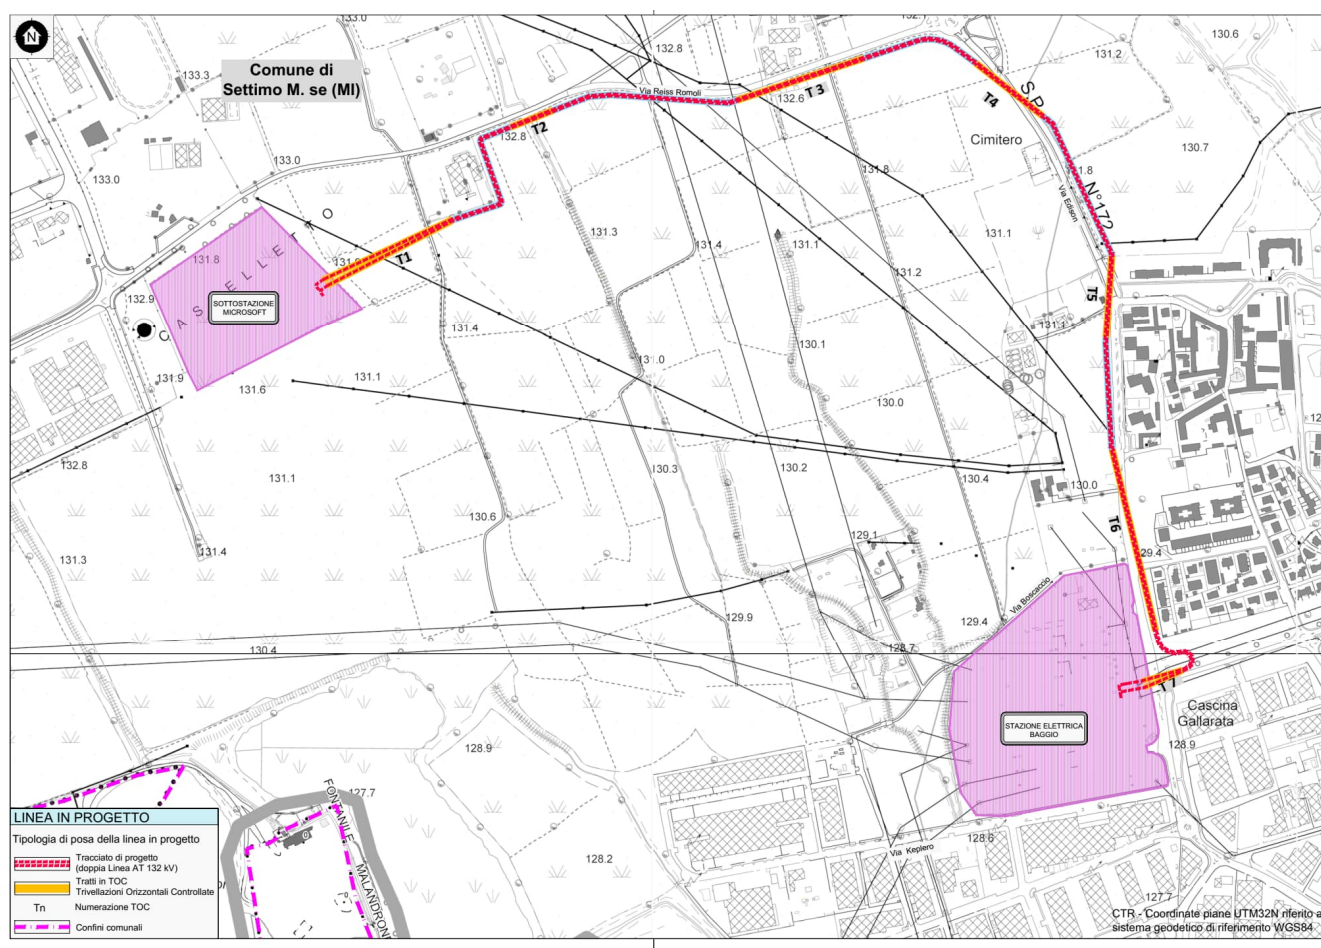 N
Comune di
Settimo M. se (MI)
133.0
132.8
131.2
130.6
133.3
Via Reiss Romoli
132.6
T3
T4
S.P.
N°172
T2
132.8
Cimitero
130.7
133.0
133.0
131.8
Via Edison
CASELLETTO
131.8
T1
131.3
131.4
131.1
131.1
131.2
132.9
SOTTOSTAZIONE
MICROSOFT
T5
131.4
131.1
130.1
131.9
131.6
131.1
130.0
132.8
131.1
130.3
130.2
130.4
130.0
130.6
T6
131.3
131.4
129.1
129.4
Via Boscaccio
129.9
129.4
130.4
128.7
T7
Cascina
Gallarata
STAZIONE ELETTRICA
BAGGIO
128.9
128.9
FONTANILE
MALANDRONE
127.7
128.2
128.6
Via Keplero
127.7
LINEA IN PROGETTO
Tipologia di posa della linea in progetto
Tracciato di progetto
(doppia Linea AT 132 kV)
Tratti in TOC
Trivellazioni Orizzontali Controllate
Tn Numerazione TOC
Confini comunali
CTR - Coordinate piane UTM32N riferito a
sistema geodetico di riferimento WGS84